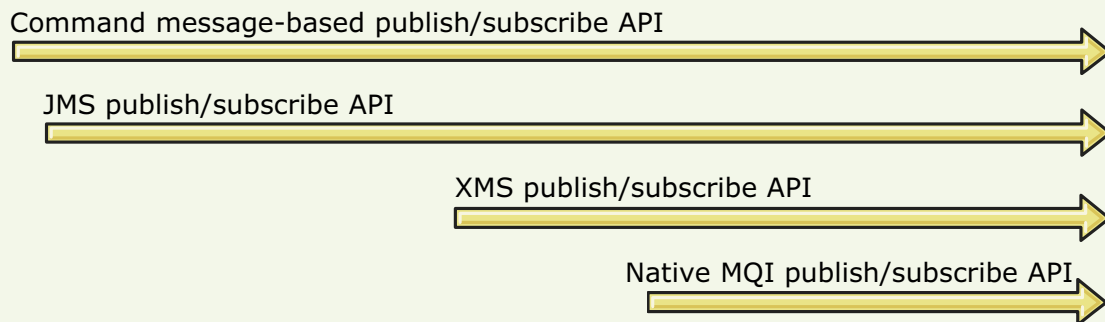 Command message-based publish/subscribe API
JMS publish/subscribe API
XMS publish/subscribe API
Native MQI publish/subscribe API